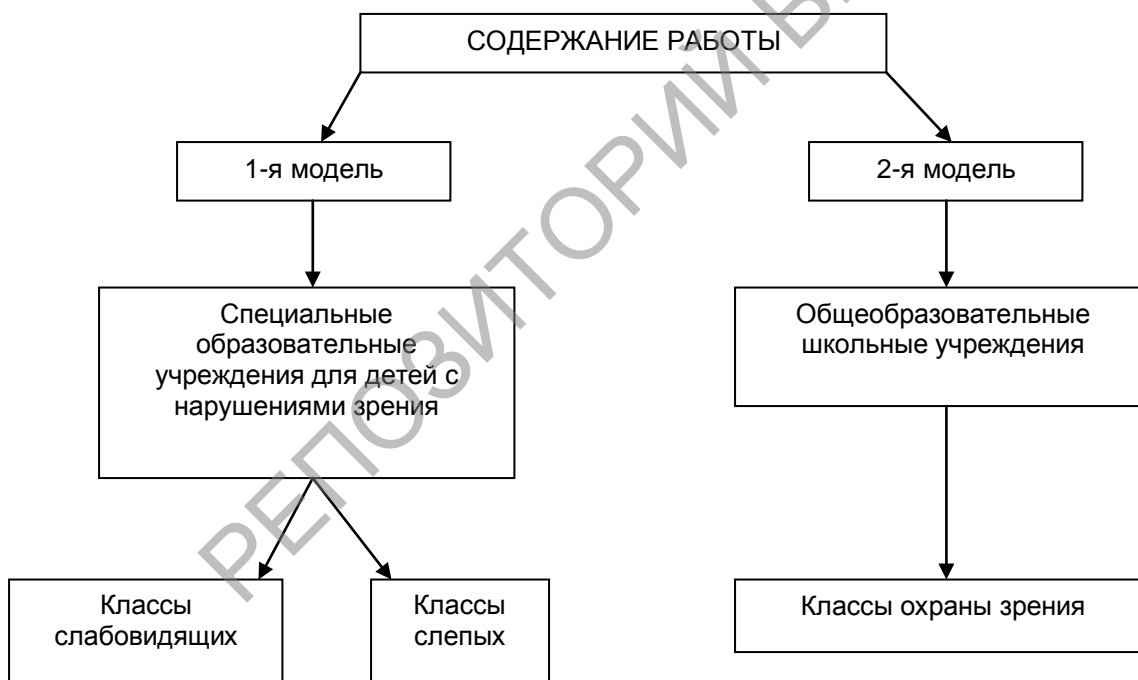 СОДЕРЖАНИЕ РАБОТЫ
1-я модель
2-я модель
Специальные
образовательные
учреждения для детей с
нарушениями зрения
Общеобразовательные
школьные учреждения
Классы
слабовидящих
Классы
слепых
Классы охраны зрения
РЕПОЗИТОРИЙ